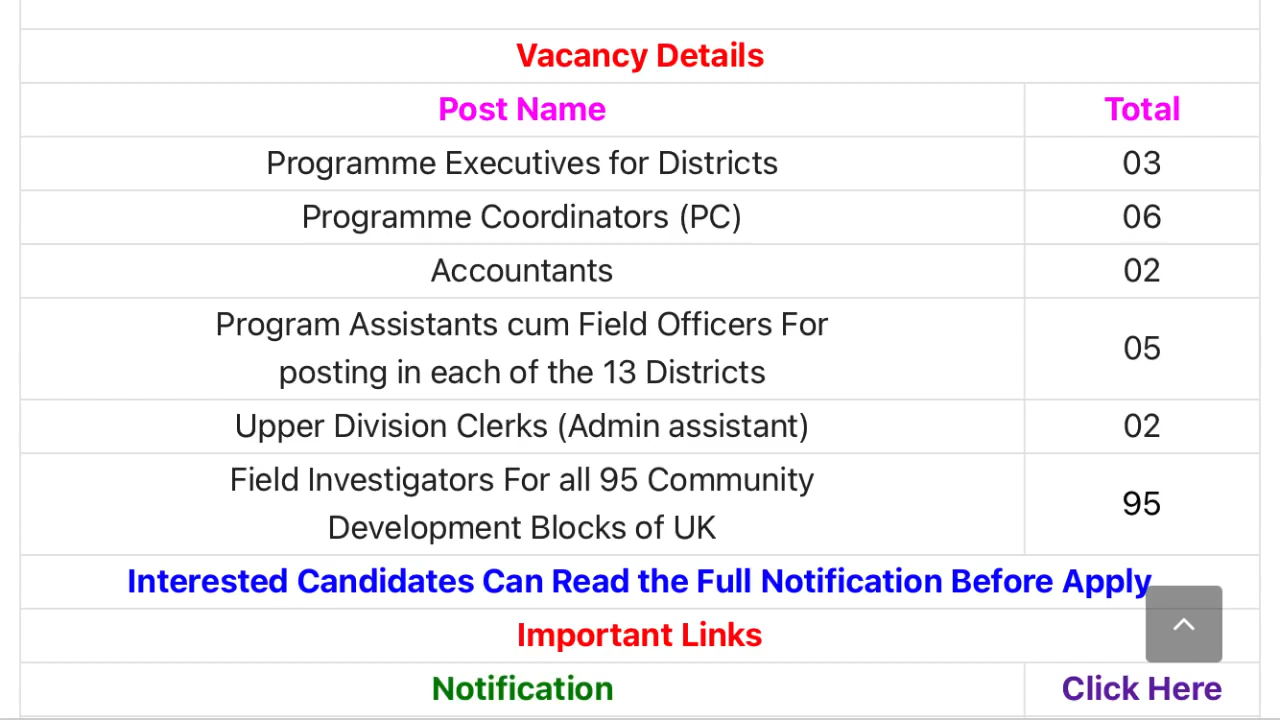 Vacancy Details
Post Name Total
Programme Executives for Districts 03
Programme Coordinators (PC) 06
Accountants 02
Program Assistants cum Field Officers For
posting in each of the 13 Districts 05
Upper Division Clerks (Admin assistant) 02
Field Investigators For all 95 Community
Development Blocks of UK 95
Interested Candidates Can Read the Full Notification Before Apply
Important Links
Notification Click Here